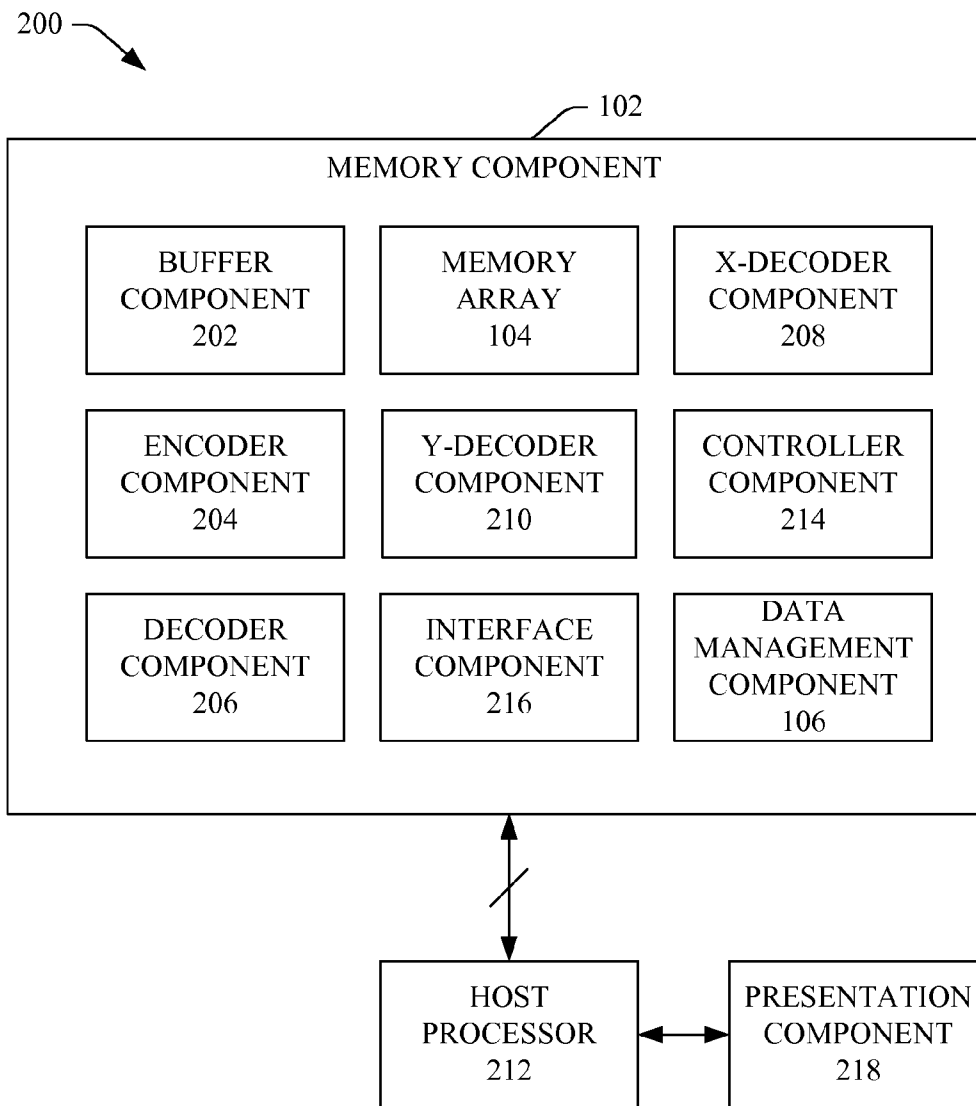 200
102
MEMORY COMPONENT
BUFFER
COMPONENT
202
MEMORY
ARRAY
104
X-DECODER
COMPONENT
208
ENCODER
COMPONENT
204
Y-DECODER
COMPONENT
210
CONTROLLER
COMPONENT
214
DECODER
COMPONENT
206
INTERFACE
COMPONENT
216
DATA
MANAGEMENT
COMPONENT
106
HOST
PROCESSOR
212
PRESENTATION
COMPONENT
218